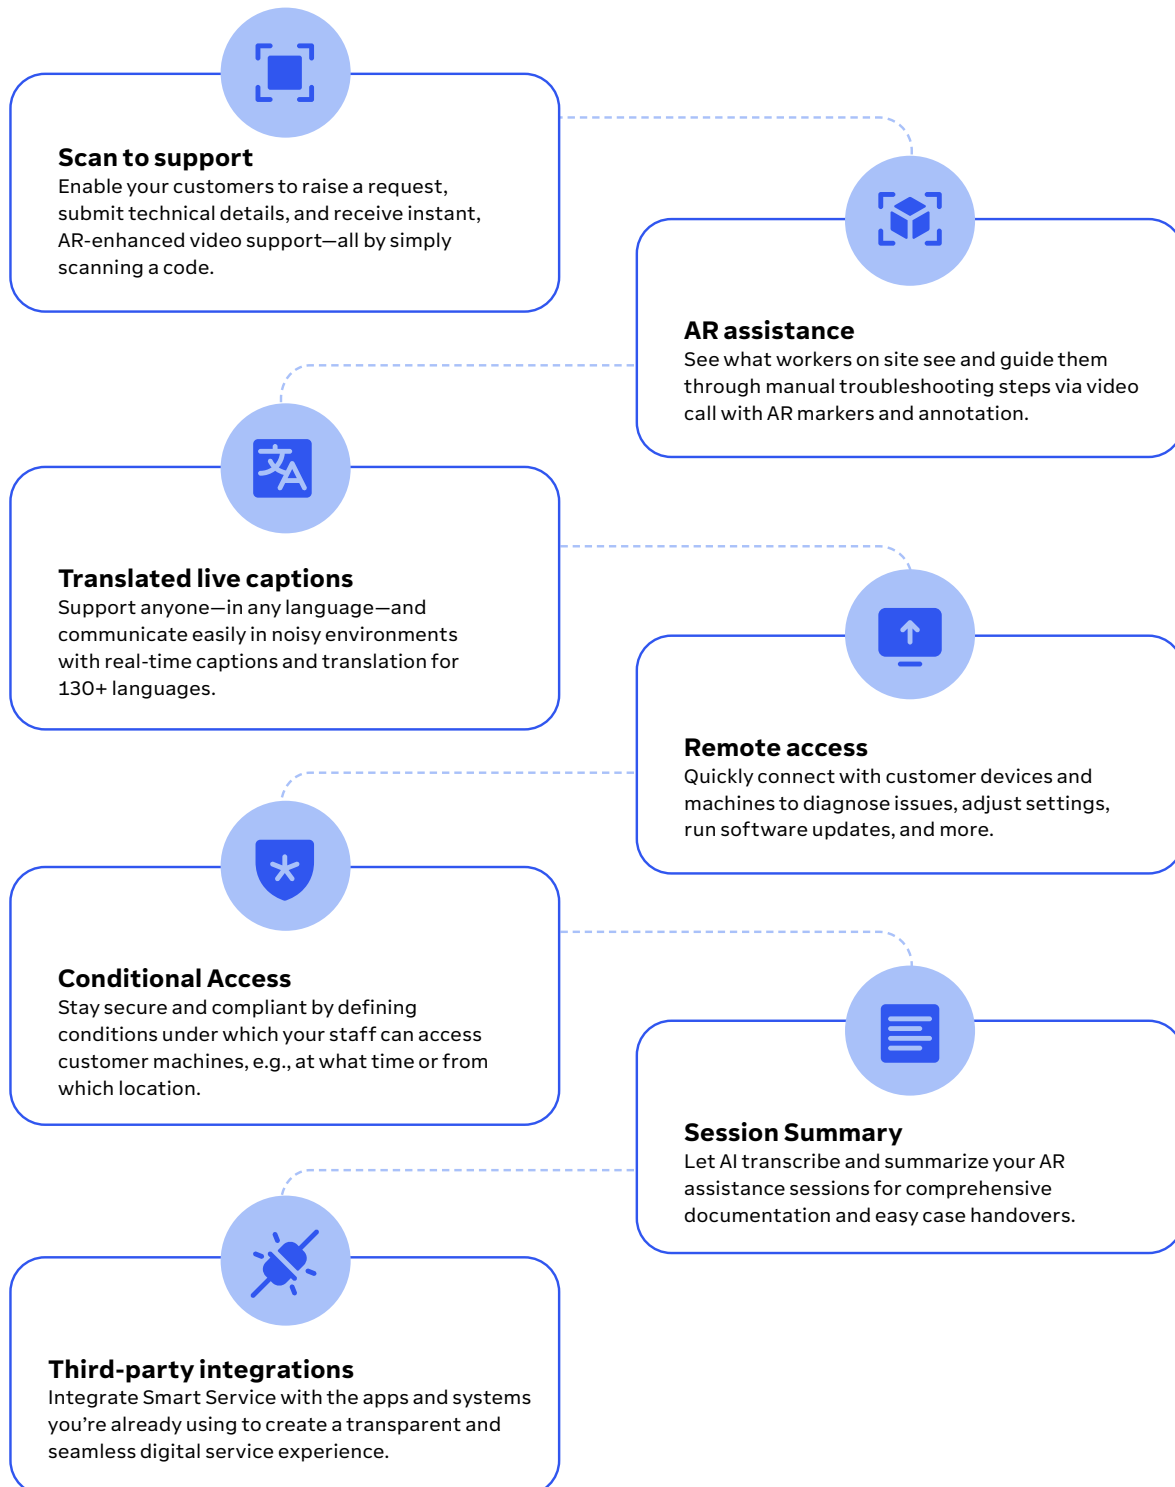 Scan to support
Enable your customers to raise a request,
submit technical details, and receive instant,
AR-enhanced video support—all by simply
scanning a code.
AR assistance
See what workers on site see and guide them
through manual troubleshooting steps via video
call with AR markers and annotation.
Translated live captions
Support anyone—in any language—and
communicate easily in noisy environments
with real-time captions and translation for
130+ languages.
Remote access
Quickly connect with customer devices and
machines to diagnose issues, adjust settings,
run software updates, and more.
Conditional Access
Stay secure and compliant by defining
conditions under which your staff can access
customer machines, e.g., at what time or from
which location.
Session Summary
Let AI transcribe and summarize your AR
assistance sessions for comprehensive
documentation and easy case handovers.
Third-party integrations
Integrate Smart Service with the apps and systems
you’re already using to create a transparent and
seamless digital service experience.